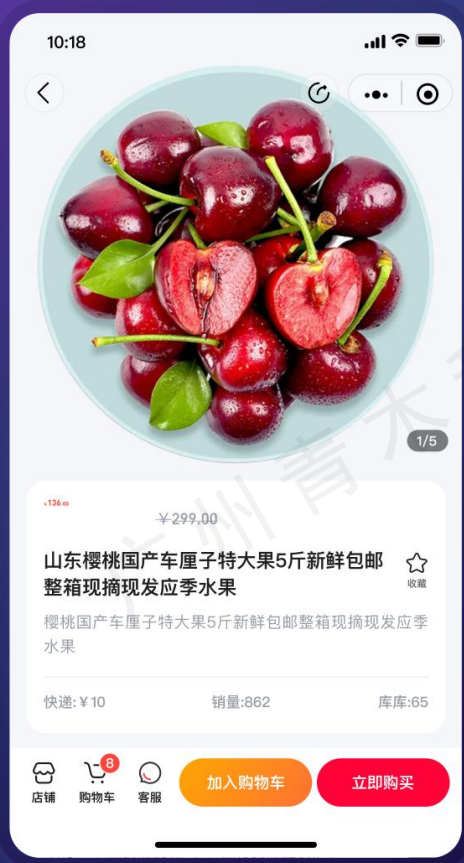 10:18
1/5
¥299.00
山东樱桃国产车厘子特大果5斤新鲜包邮
整箱现摘现发应季水果
收藏
樱桃国产车厘子特大果5斤新鲜包邮整箱现摘现发应季
水果
快递:¥10 销量:862 库库:65
8
店铺 购物车 客服 加入购物车 立即购买